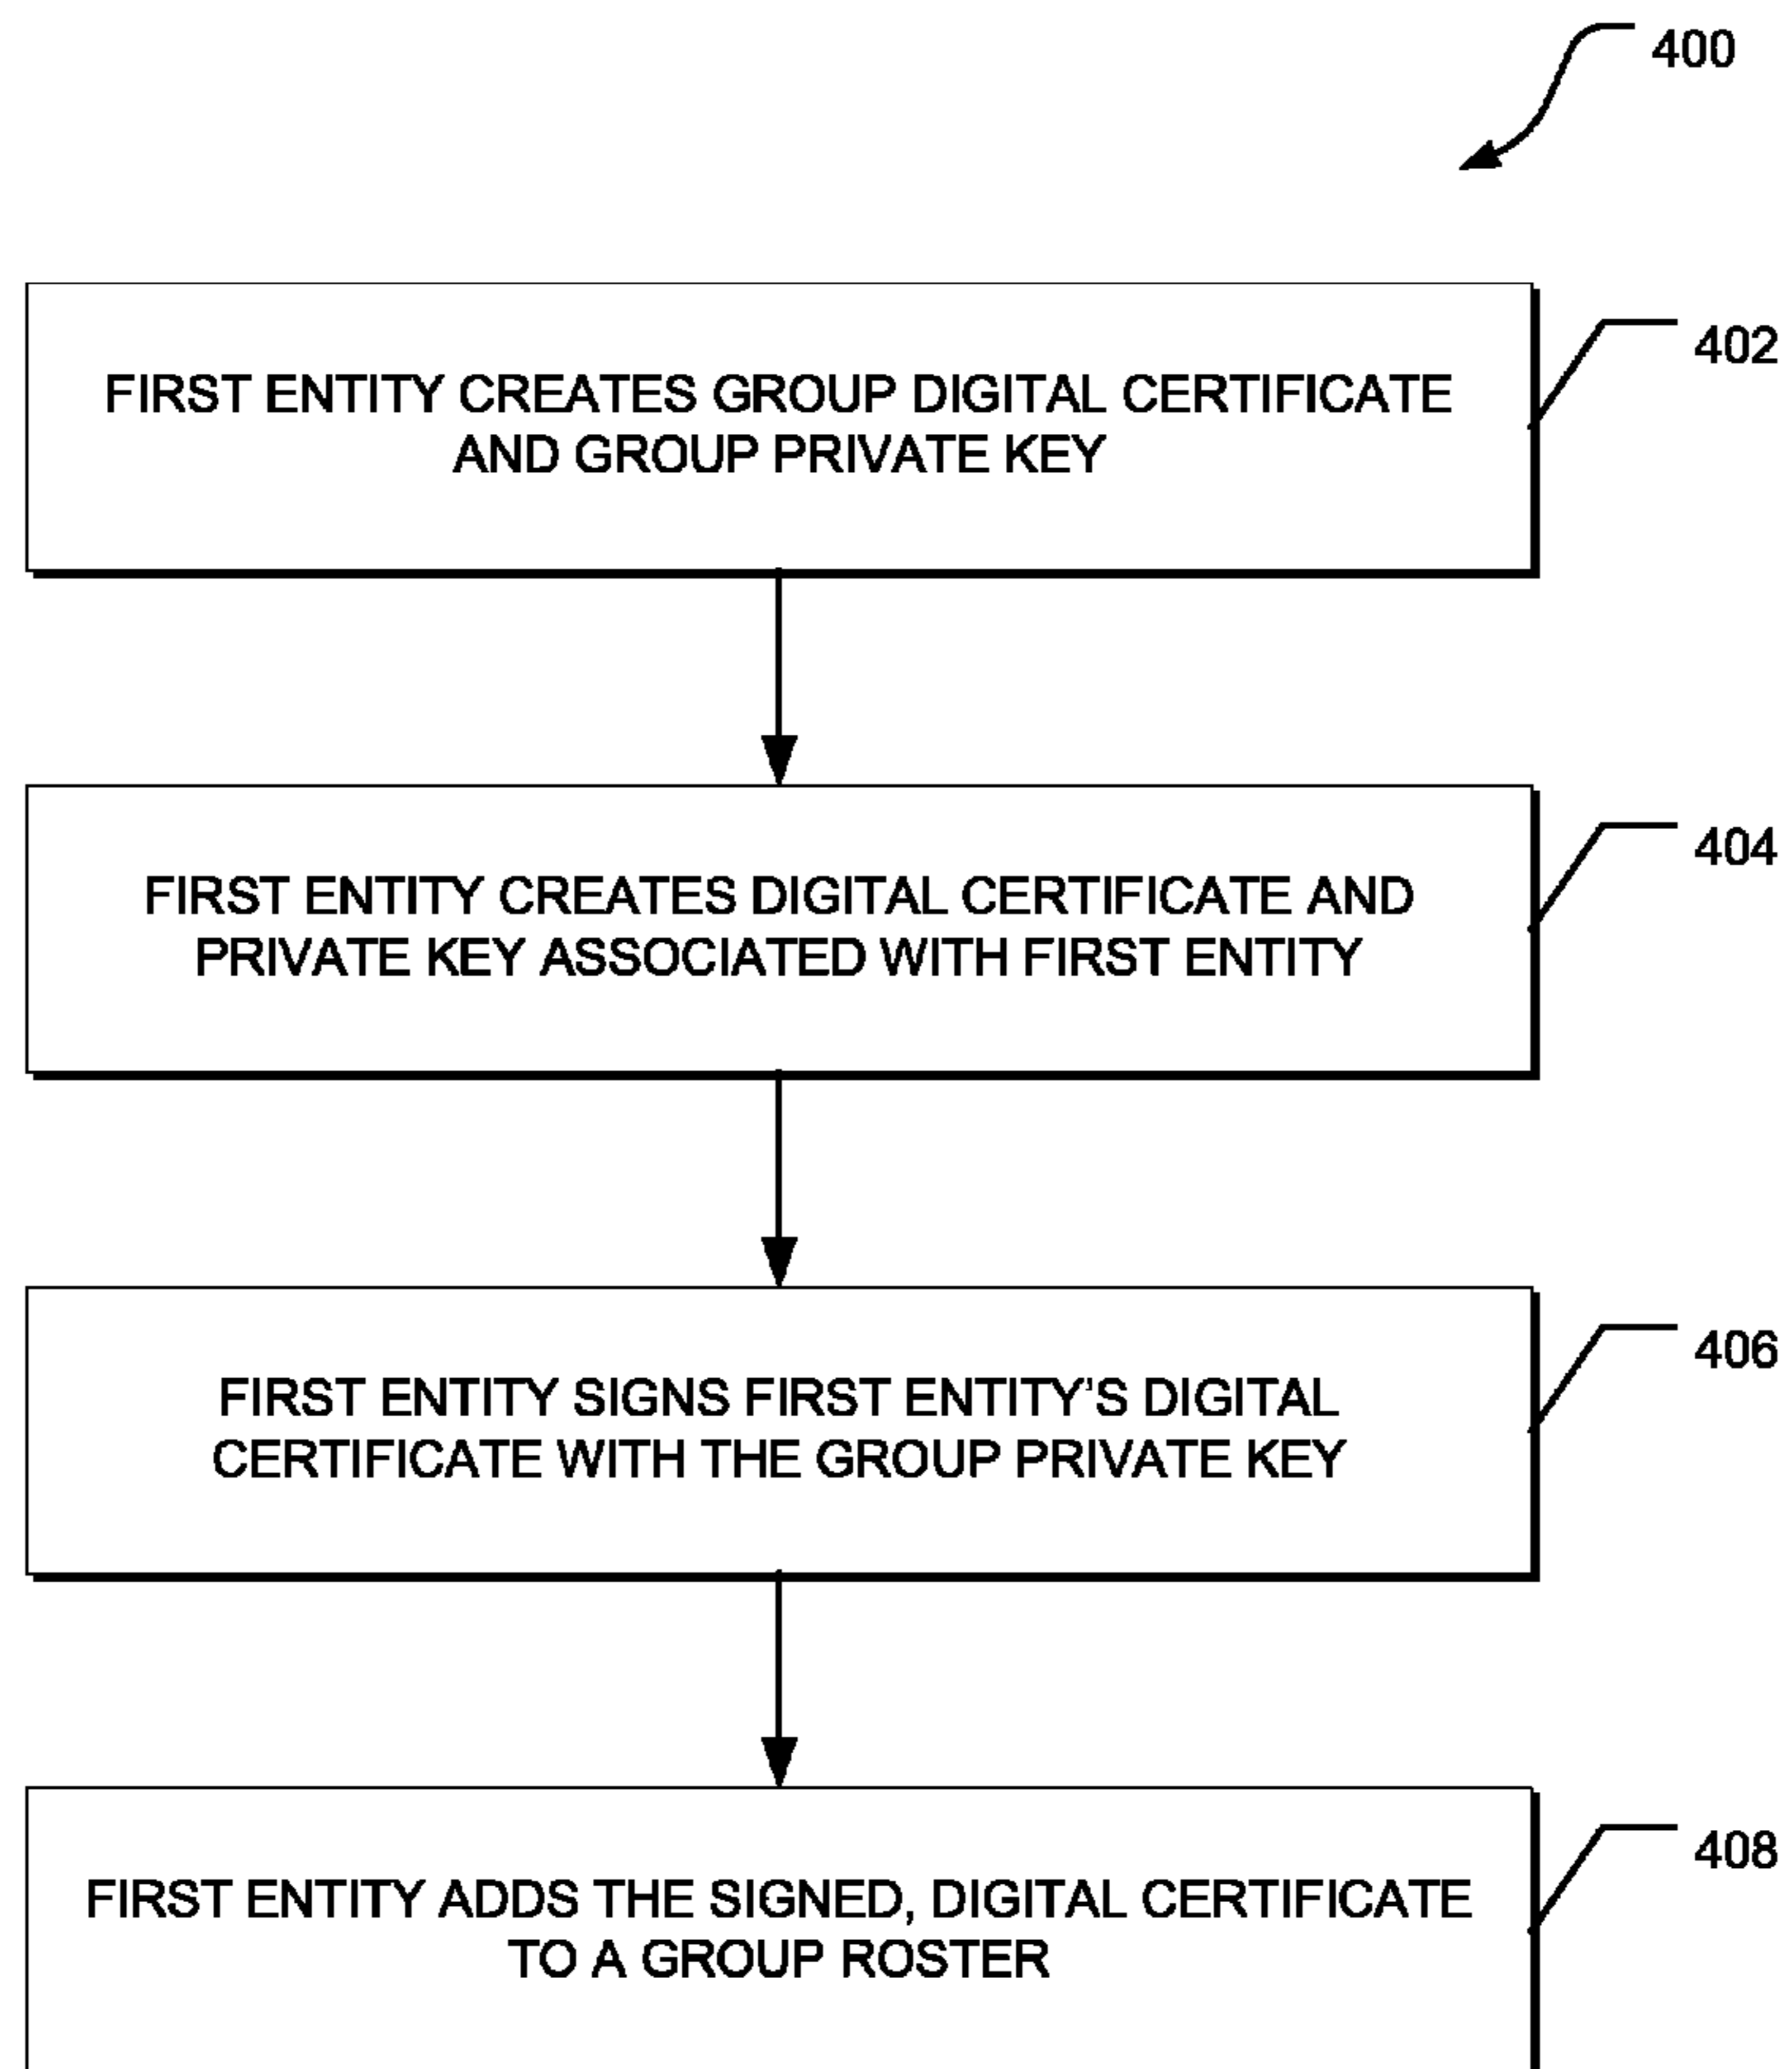 400
FIRST ENTITY CREATES GROUP DIGITAL CERTIFICATE
AND GROUP PRIVATE KEY
402
FIRST ENTITY CREATES DIGITAL CERTIFICATE AND
PRIVATE KEY ASSOCIATED WITH FIRST ENTITY
404
FIRST ENTITY SIGNS FIRST ENTITY'S DIGITAL
CERTIFICATE WITH THE GROUP PRIVATE KEY
406
FIRST ENTITY ADDS THE SIGNED, DIGITAL CERTIFICATE
TO A GROUP ROSTER
408